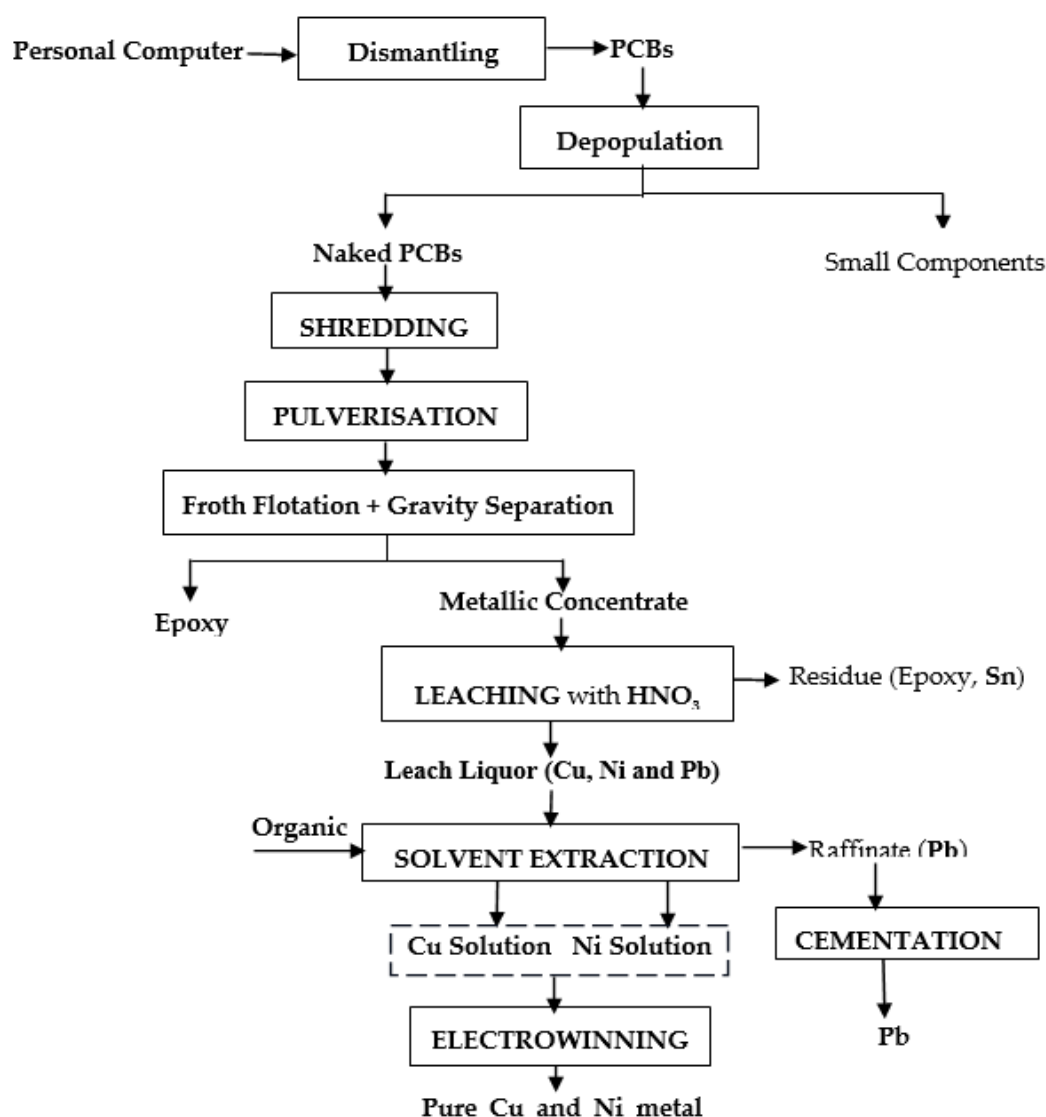 Personal Computer
Dismantling
PCBs
Depopulation
Naked PCBs
Small Components
SHREDDING
PULVERISATION
Froth Flotation + Gravity Separation
Epoxy
Metallic Concentrate
LEACHING with HNO₃
Residue (Epoxy, Sn)
Leach Liquor (Cu, Ni and Pb)
Organic
SOLVENT EXTRACTION
Raffinate (Pb)
Cu Solution Ni Solution
CEMENTATION
ELECTROWINNING
Pb
Pure Cu and Ni metal